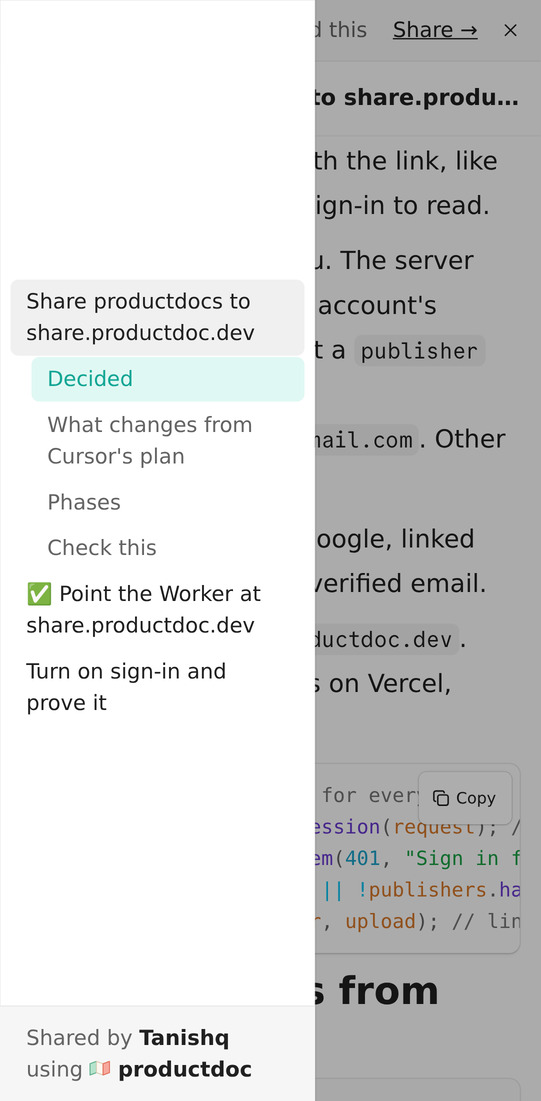 d this
Share →
to share.produ...
th the link, like
ign-in to read.
u. The server
account's
t a publisher
mail.com. Other
oogle, linked
verified email.
ductdoc.dev.
s on Vercel,
Copy
for every
ession(request); /
em(401, "Sign in f
|| !publishers.ha
r, upload); // lin
s from
Share productdocs to
share.productdoc.dev
Decided
What changes from
Cursor's plan
Phases
Check this
✅ Point the Worker at
share.productdoc.dev
Turn on sign-in and
prove it
Shared by Tanishq
using productdoc